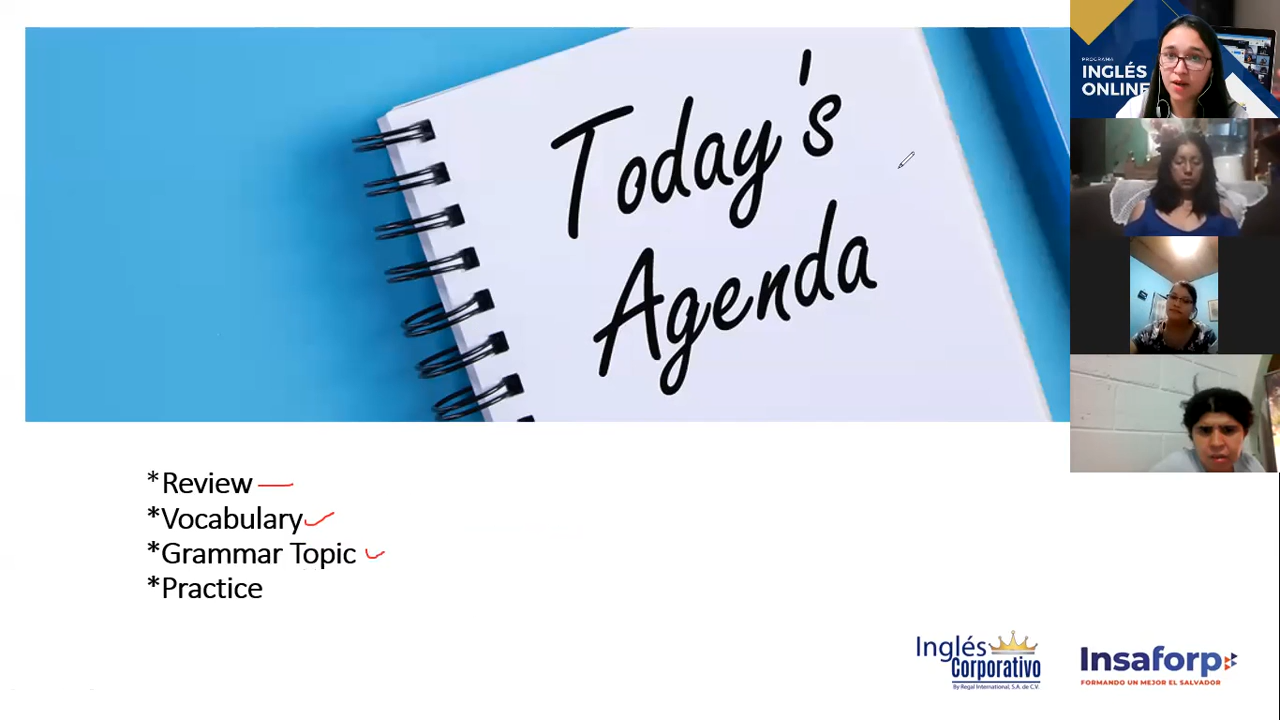 Today's
Agenda
*Review
*Vocabulary
*Grammar Topic
*Practice
PROGRAMA
INGLÉS
ONLINE
Inglés
Corporativo
By Regal International, S.A. de C.V.
Insaforp
FORMANDO UN MEJOR EL SALVADOR